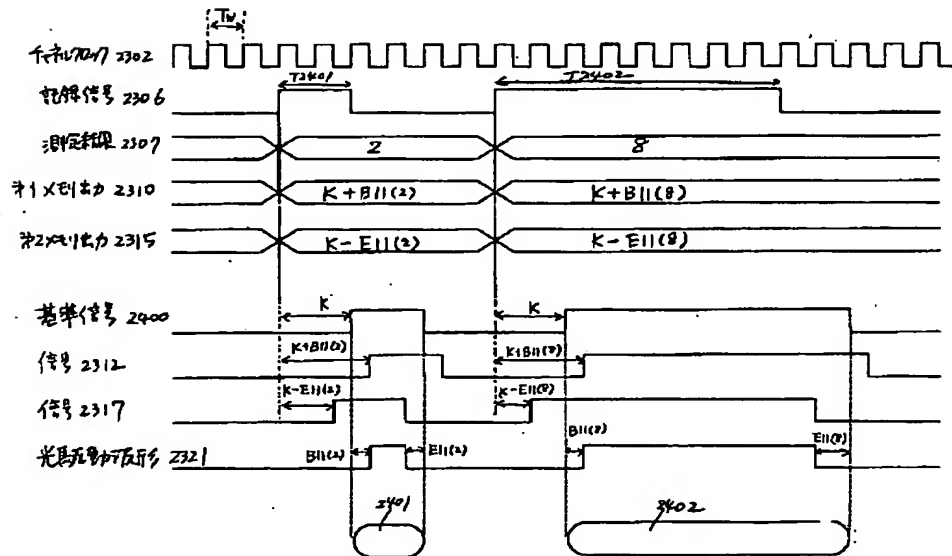 Tw
チャネルクロック 2302
T2401
T2402
記録信号 2306
測定結果 2307
2
8
第1メモリ出力 2310
K+B11(2)
K+B11(8)
第2メモリ出力 2315
K-E11(2)
K-E11(8)
基準信号 2400
K
K
信号 2312
K+B11(2)
K+B11(8)
信号 2317
K-E11(2)
K-E11(8)
光駆動波形 2321
B11(2)
E11(2)
B11(8)
E11(8)
2401
2402